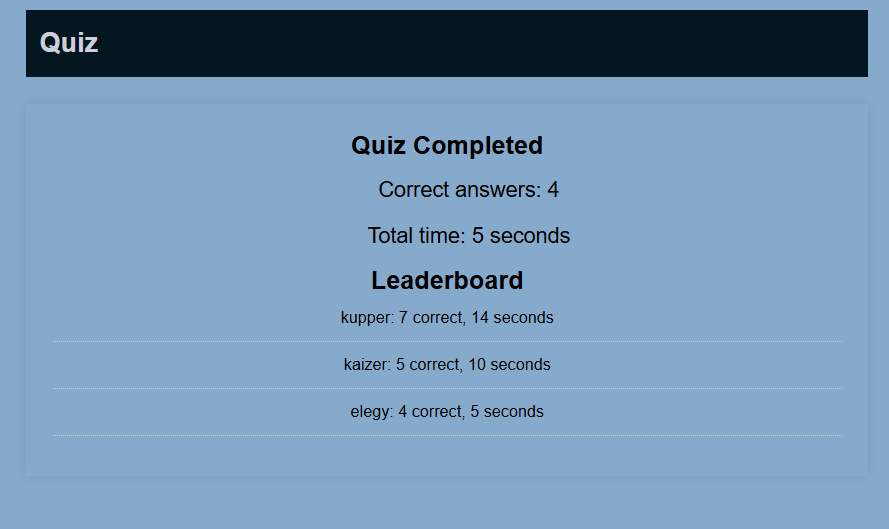 Quiz
Quiz Completed
Correct answers: 4
Total time: 5 seconds
Leaderboard
kupper: 7 correct, 14 seconds
kaizer: 5 correct, 10 seconds
elegy: 4 correct, 5 seconds